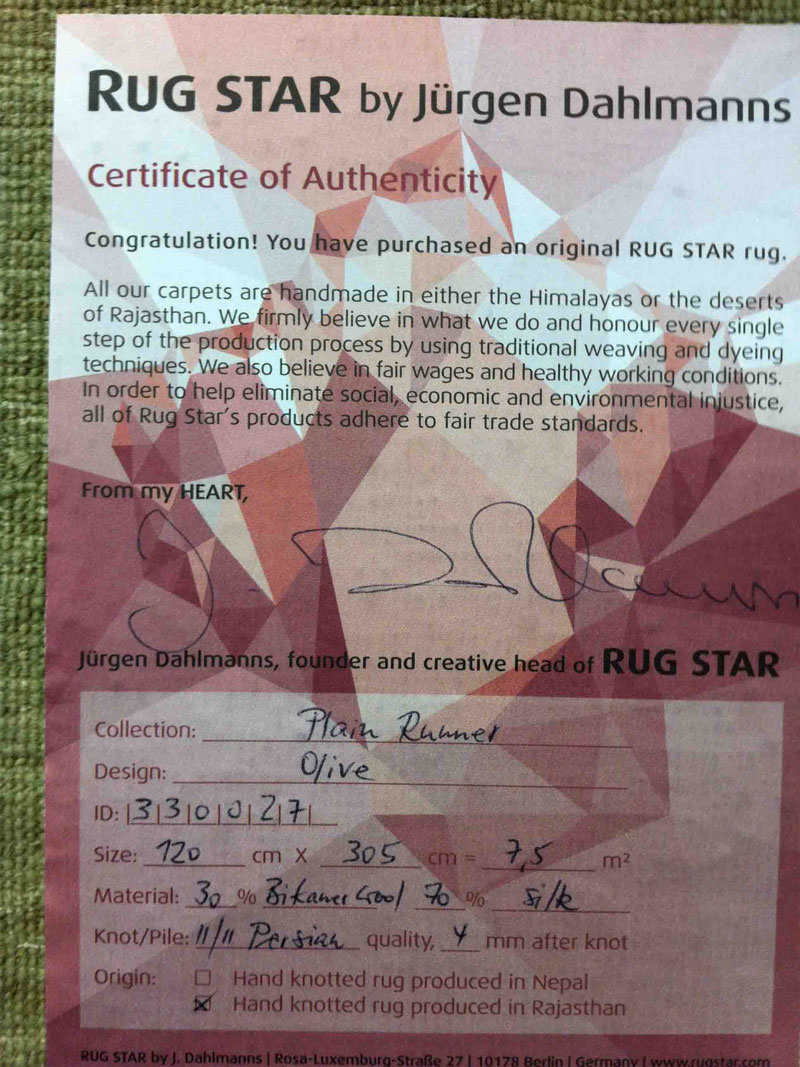 RUG STAR by Jürgen Dahlmanns
Certificate of Authenticity
Congratulation! You have purchased an original RUG STAR rug.
All our carpets are handmade in either the Himalayas or the deserts
of Rajasthan. We firmly believe in what we do and honour every single
step of the production process by using traditional weaving and dyeing
techniques. We also believe in fair wages and healthy working conditions.
In order to help eliminate social, economic and environmental injustice,
all of Rug Star's products adhere to fair trade standards.
From my HEART,
J. Dahlmanns
Jürgen Dahlmanns, founder and creative head of RUG STAR
Collection: Plain Runner
Design: Olive
ID: |3|3|0|0|2|7|
Size: 120 cm X 305 cm = 7,5 m²
Material: 30 % Bikaner Wool 70 % silk
Knot/Pile: 11/11 Persian quality, 4 mm after knot
Origin: ☐ Hand knotted rug produced in Nepal
☒ Hand knotted rug produced in Rajasthan
RUG STAR by J. Dahlmanns | Rosa-Luxemburg-Straße 27 | 10178 Berlin | Germany | www.rugstar.com